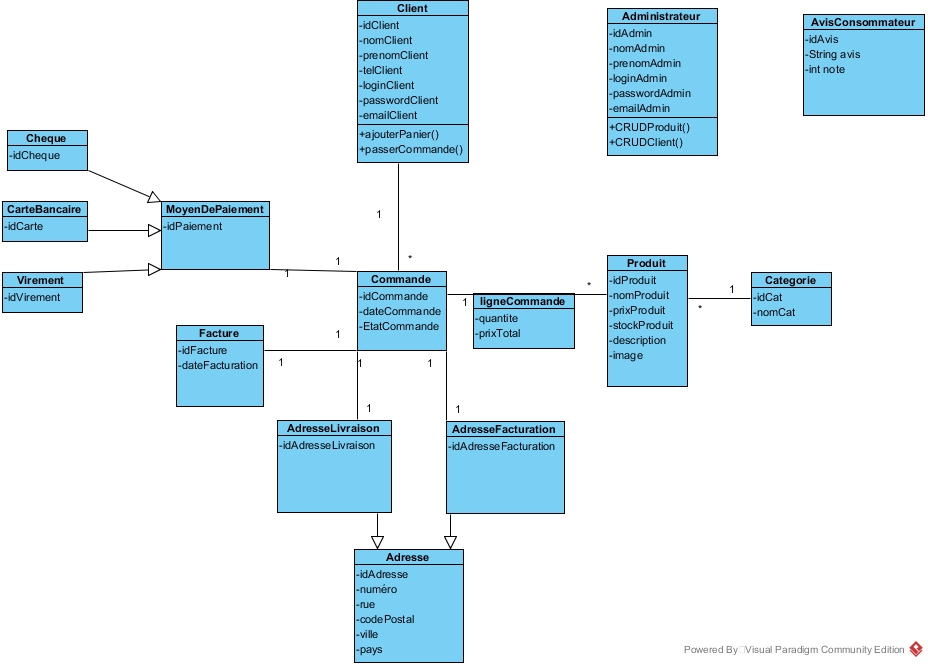 Client
-idClient
-nomClient
-prenomClient
-telClient
-loginClient
-passwordClient
-emailClient
+ajouterPanier()
+passerCommande()
Administrateur
-idAdmin
-nomAdmin
-prenomAdmin
-loginAdmin
-passwordAdmin
-emailAdmin
+CRUDProduit()
+CRUDClient()
AvisConsommateur
-idAvis
-String avis
-int note
Cheque
-idCheque
CarteBancaire
-idCarte
Virement
-idVirement
MoyenDePaiement
-idPaiement
1
*
1
1
Commande
-idCommande
-dateCommande
-EtatCommande
1
*
ligneCommande
-quantite
-prixTotal
Produit
-idProduit
-nomProduit
-prixProduit
-stockProduit
-description
-image
1
*
Categorie
-idCat
-nomCat
Facture
-idFacture
-dateFacturation
1
1
1
1
1
1
AdresseLivraison
-idAdresseLivraison
AdresseFacturation
-idAdresseFacturation
Adresse
-idAdresse
-numéro
-rue
-codePostal
-ville
-pays
Powered By Visual Paradigm Community Edition